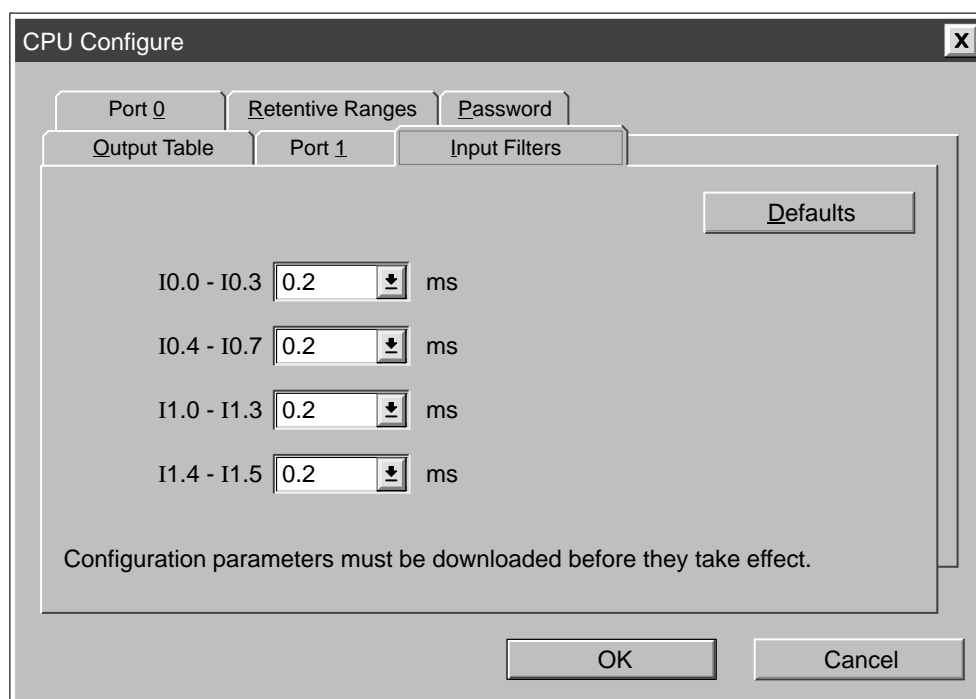 CPU Configure X
Port 0 Retentive Ranges Password
Output Table Port 1 Input Filters
Defaults
I0.0 - I0.3 0.2 ms
I0.4 - I0.7 0.2 ms
I1.0 - I1.3 0.2 ms
I1.4 - I1.5 0.2 ms
Configuration parameters must be downloaded before they take effect.
OK Cancel